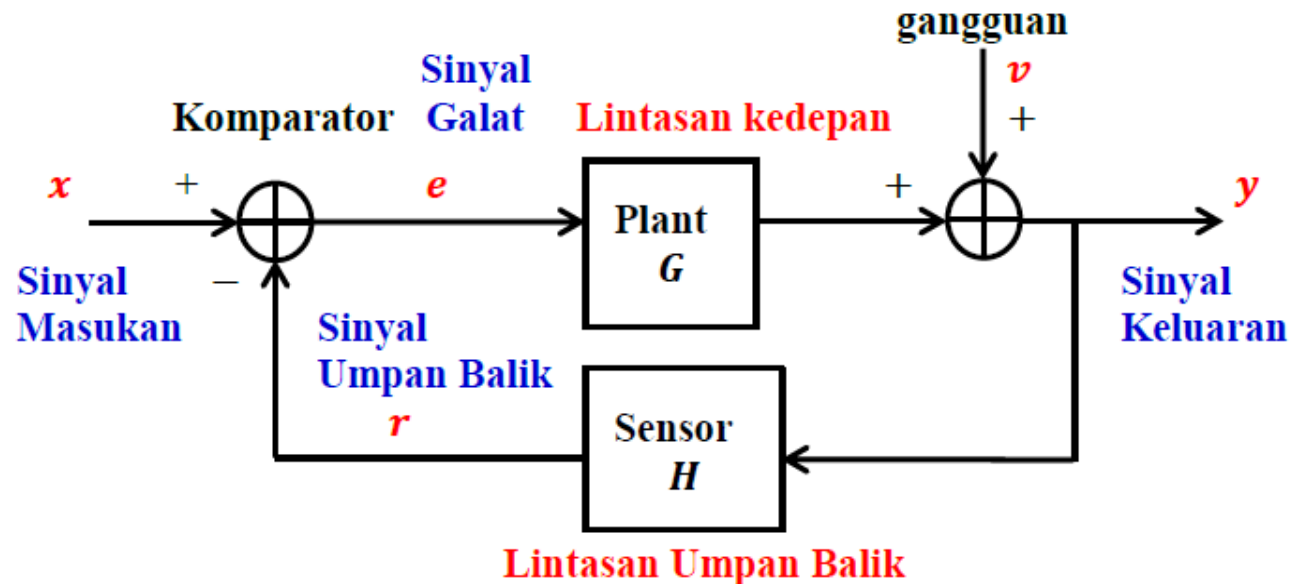 gangguan
v
+
Sinyal
Galat
Komparator
Lintasan kedepan
x
+
e
Plant
G
+
y
Sinyal
Masukan
−
Sinyal
Umpan Balik
r
Sinyal
Keluaran
Sensor
H
Lintasan Umpan Balik